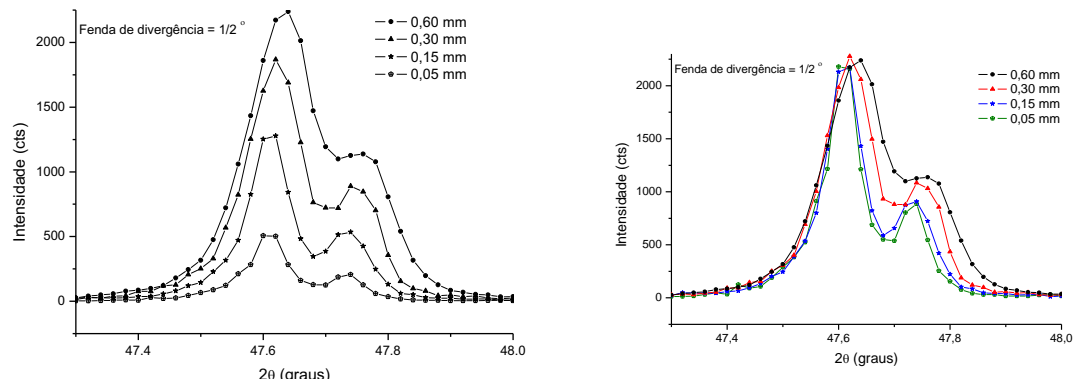 Fenda de divergência = 1/2 °
0,60 mm
0,30 mm
0,15 mm
0,05 mm
2000
1500
1000
500
0
Intensidade (cts)
47.4
47.6
47.8
48.0
2θ (graus)
Fenda de divergência = 1/2 °
0,60 mm
0,30 mm
0,15 mm
0,05 mm
2250
1500
750
0
Intensidade (cts)
47,4
47,6
47,8
48,0
2θ (graus)